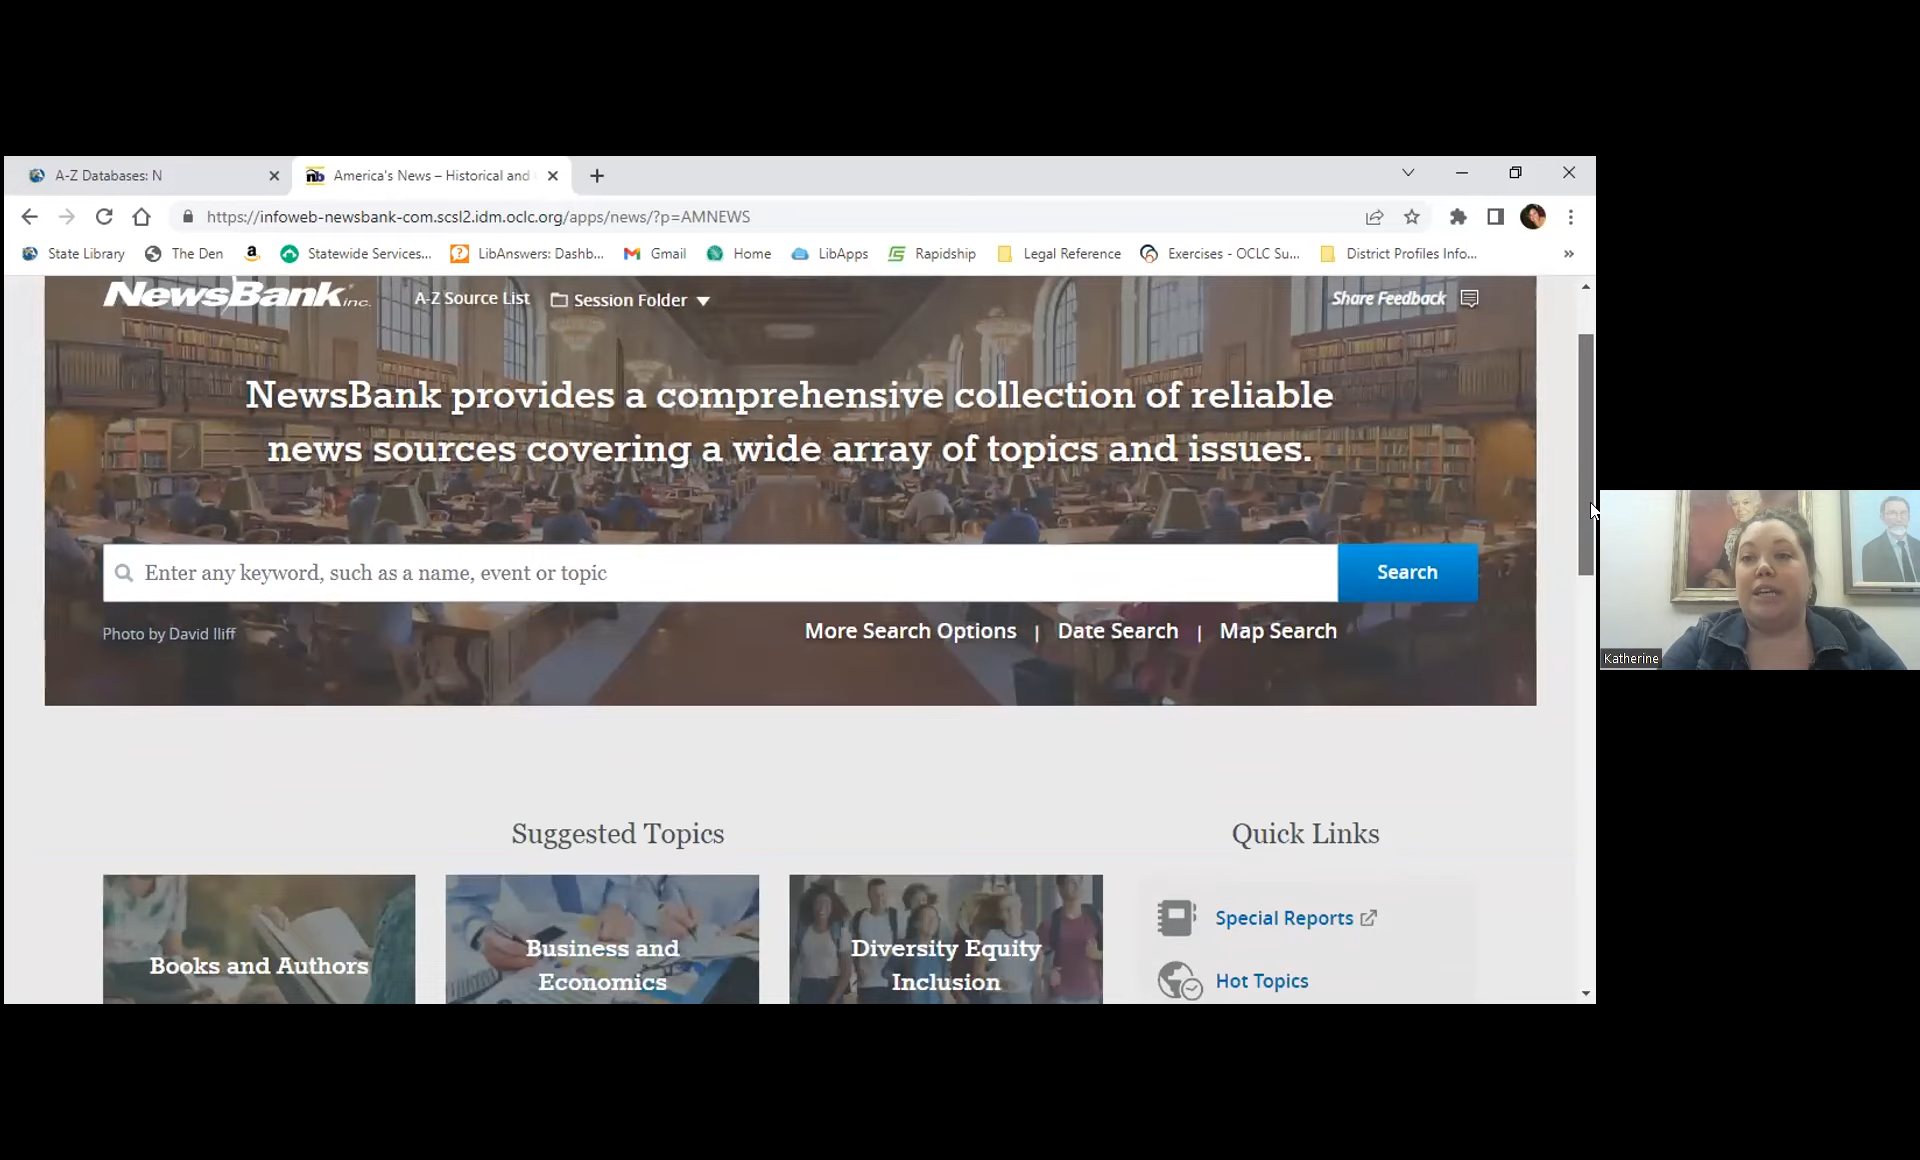 A-Z Databases: N
America's News – Historical and
https://infoweb-newsbank-com.scsl2.idm.oclc.org/apps/news/?p=AMNEWS
State Library The Den Statewide Services... LibAnswers: Dashb... Gmail Home LibApps Rapidship Legal Reference Exercises - OCLC Su... District Profiles Info... »
NewsBank inc. A-Z Source List Session Folder Share Feedback
NewsBank provides a comprehensive collection of reliable
news sources covering a wide array of topics and issues.
Enter any keyword, such as a name, event or topic Search
Photo by David Iliff More Search Options | Date Search | Map Search
Katherine
Suggested Topics
Books and Authors
Business and
Economics
Diversity Equity
Inclusion
Quick Links
Special Reports
Hot Topics